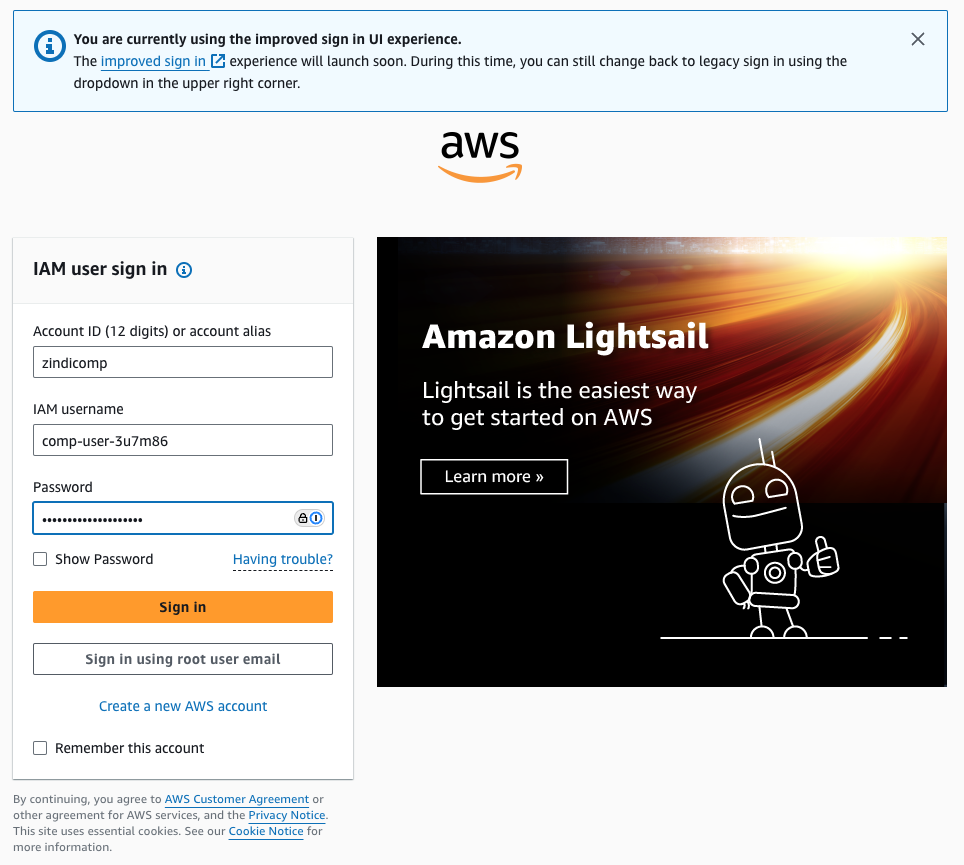 You are currently using the improved sign in UI experience.
The improved sign in experience will launch soon. During this time, you can still change back to legacy sign in using the
dropdown in the upper right corner.
aws
IAM user sign in
Account ID (12 digits) or account alias
zindicomp
IAM username
comp-user-3u7m86
Password
••••••••••••••••••••
Show Password
Having trouble?
Sign in
Sign in using root user email
Create a new AWS account
Remember this account
By continuing, you agree to AWS Customer Agreement or
other agreement for AWS services, and the Privacy Notice.
This site uses essential cookies. See our Cookie Notice for
more information.
Amazon Lightsail
Lightsail is the easiest way
to get started on AWS
Learn more »